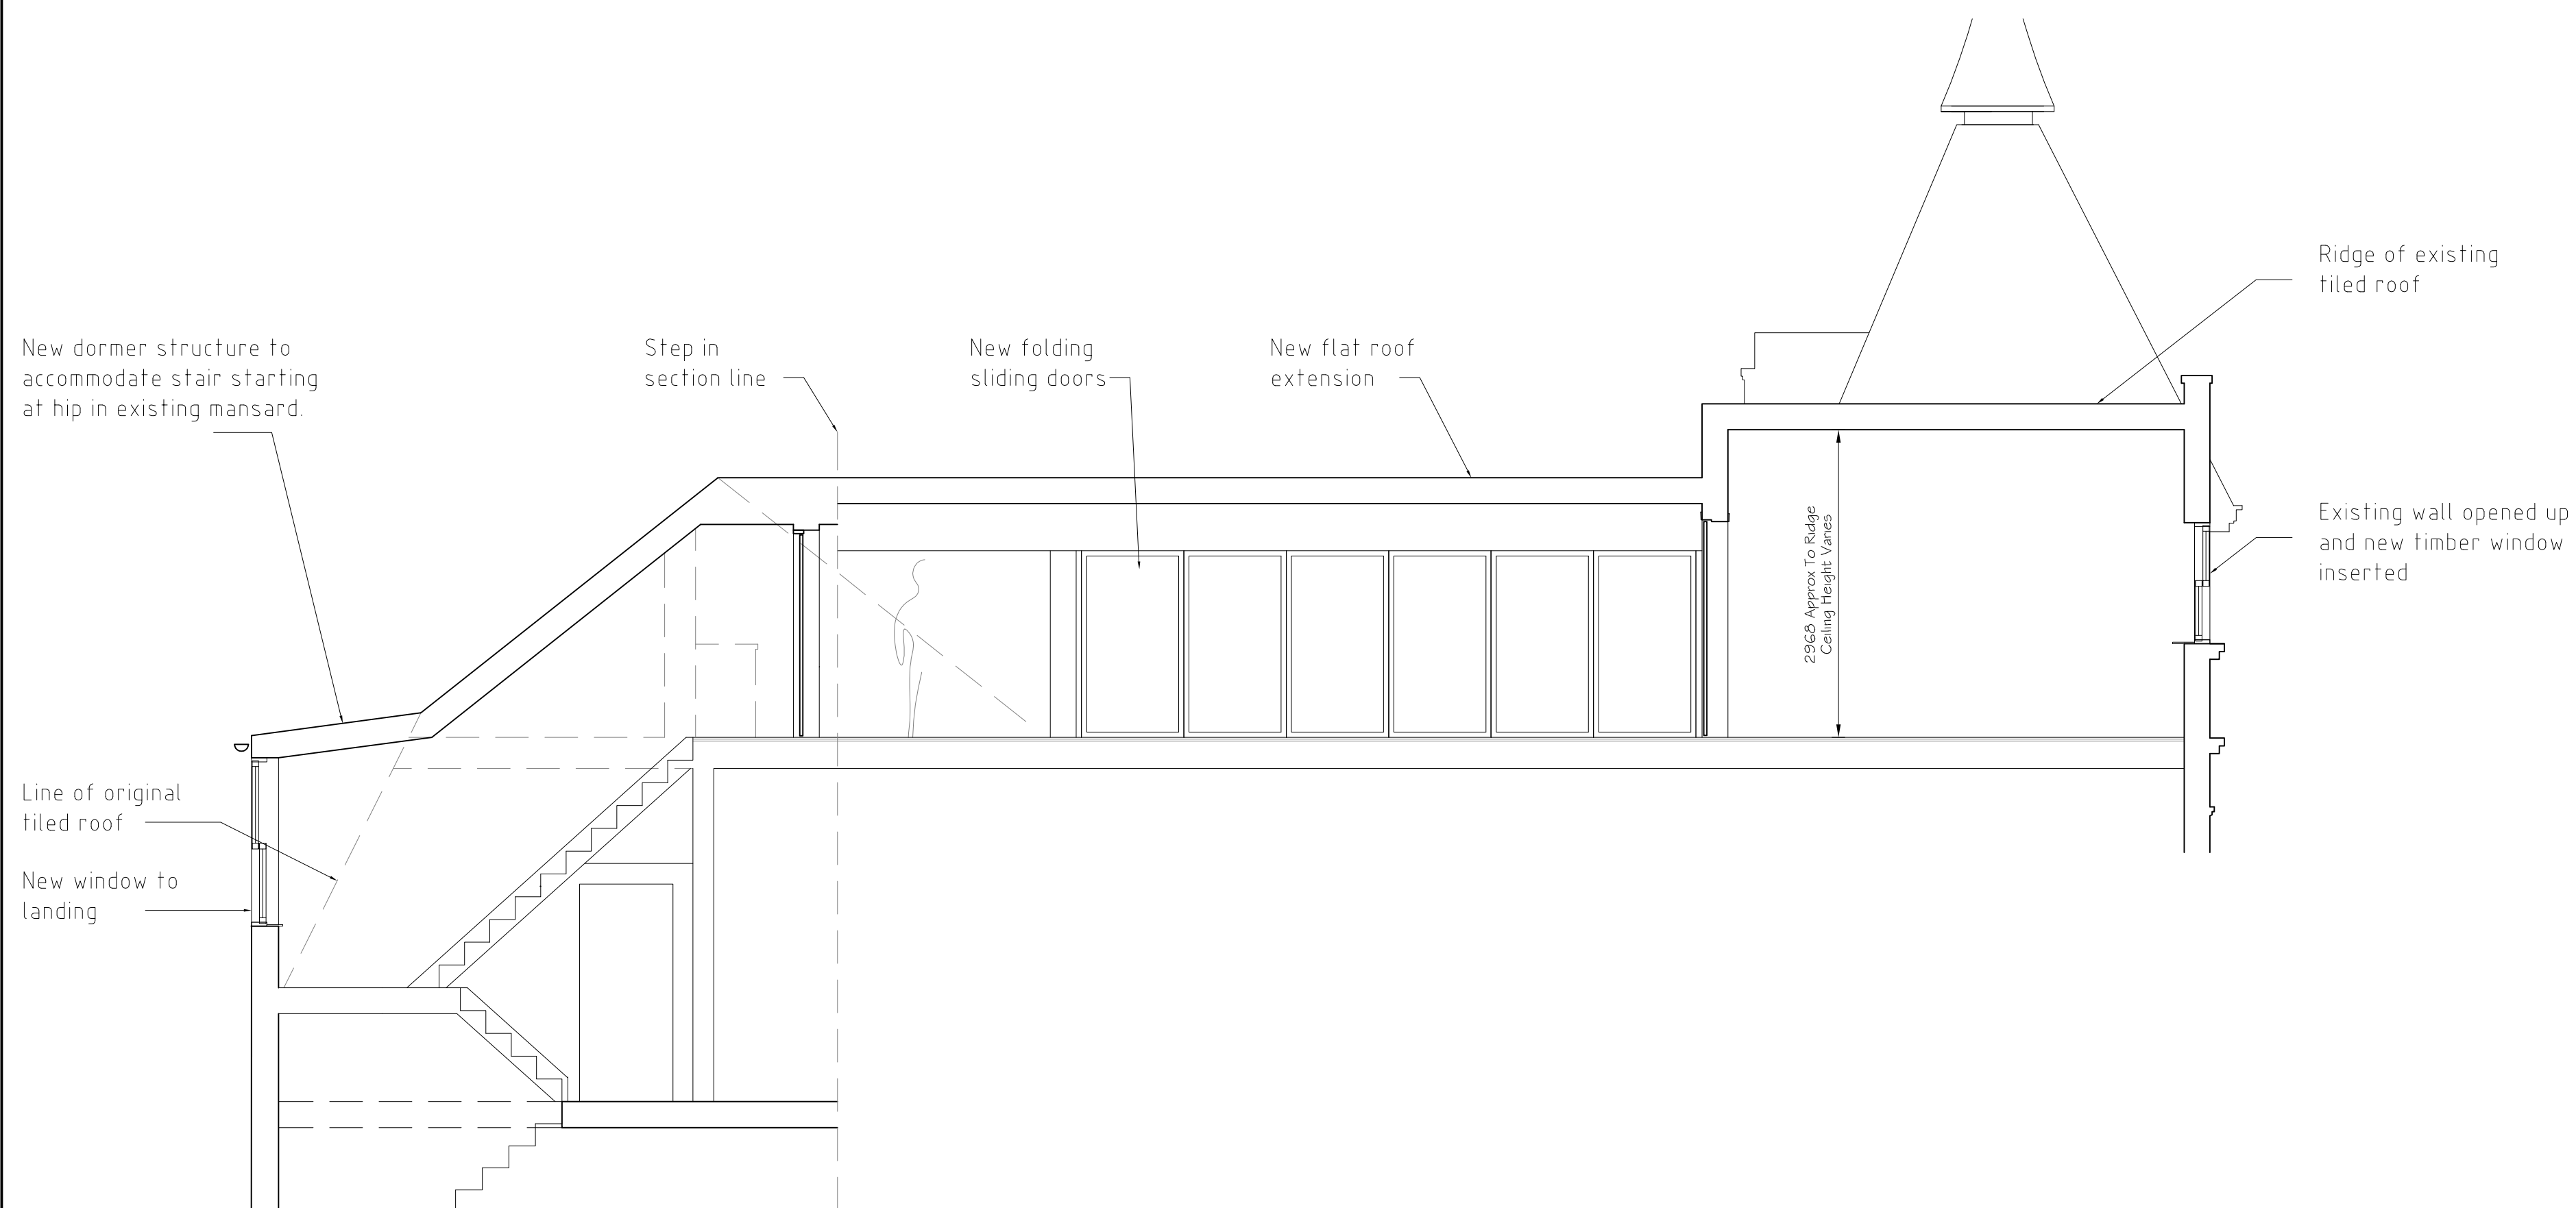 Ridge of existing
tiled roof
New dormer structure to
accommodate stair starting
at hip in existing mansard.
Step in
section line
New folding
sliding doors
New flat roof
extension
Existing wall opened up
and new timber window
inserted
2968 Approx To Ridge
Ceiling Height Varies
Line of original
tiled roof
New window to
landing